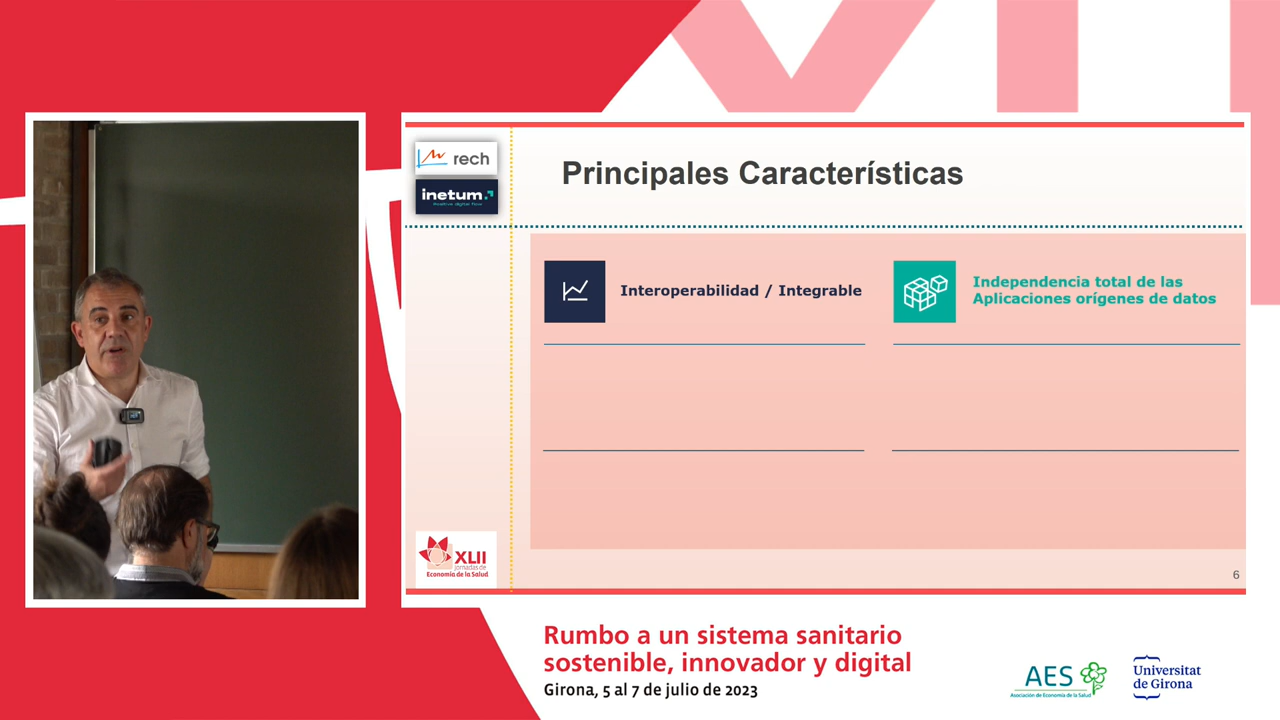 rech
inetum.
Principales Características
Interoperabilidad / Integrable
Independencia total de las
Aplicaciones orígenes de datos
XLII
jornadas de
Economía de la Salud
6
Rumbo a un sistema sanitario
sostenible, innovador y digital
Girona, 5 al 7 de julio de 2023
AES
Asociación de Economía de la Salud
Universitat
de Girona